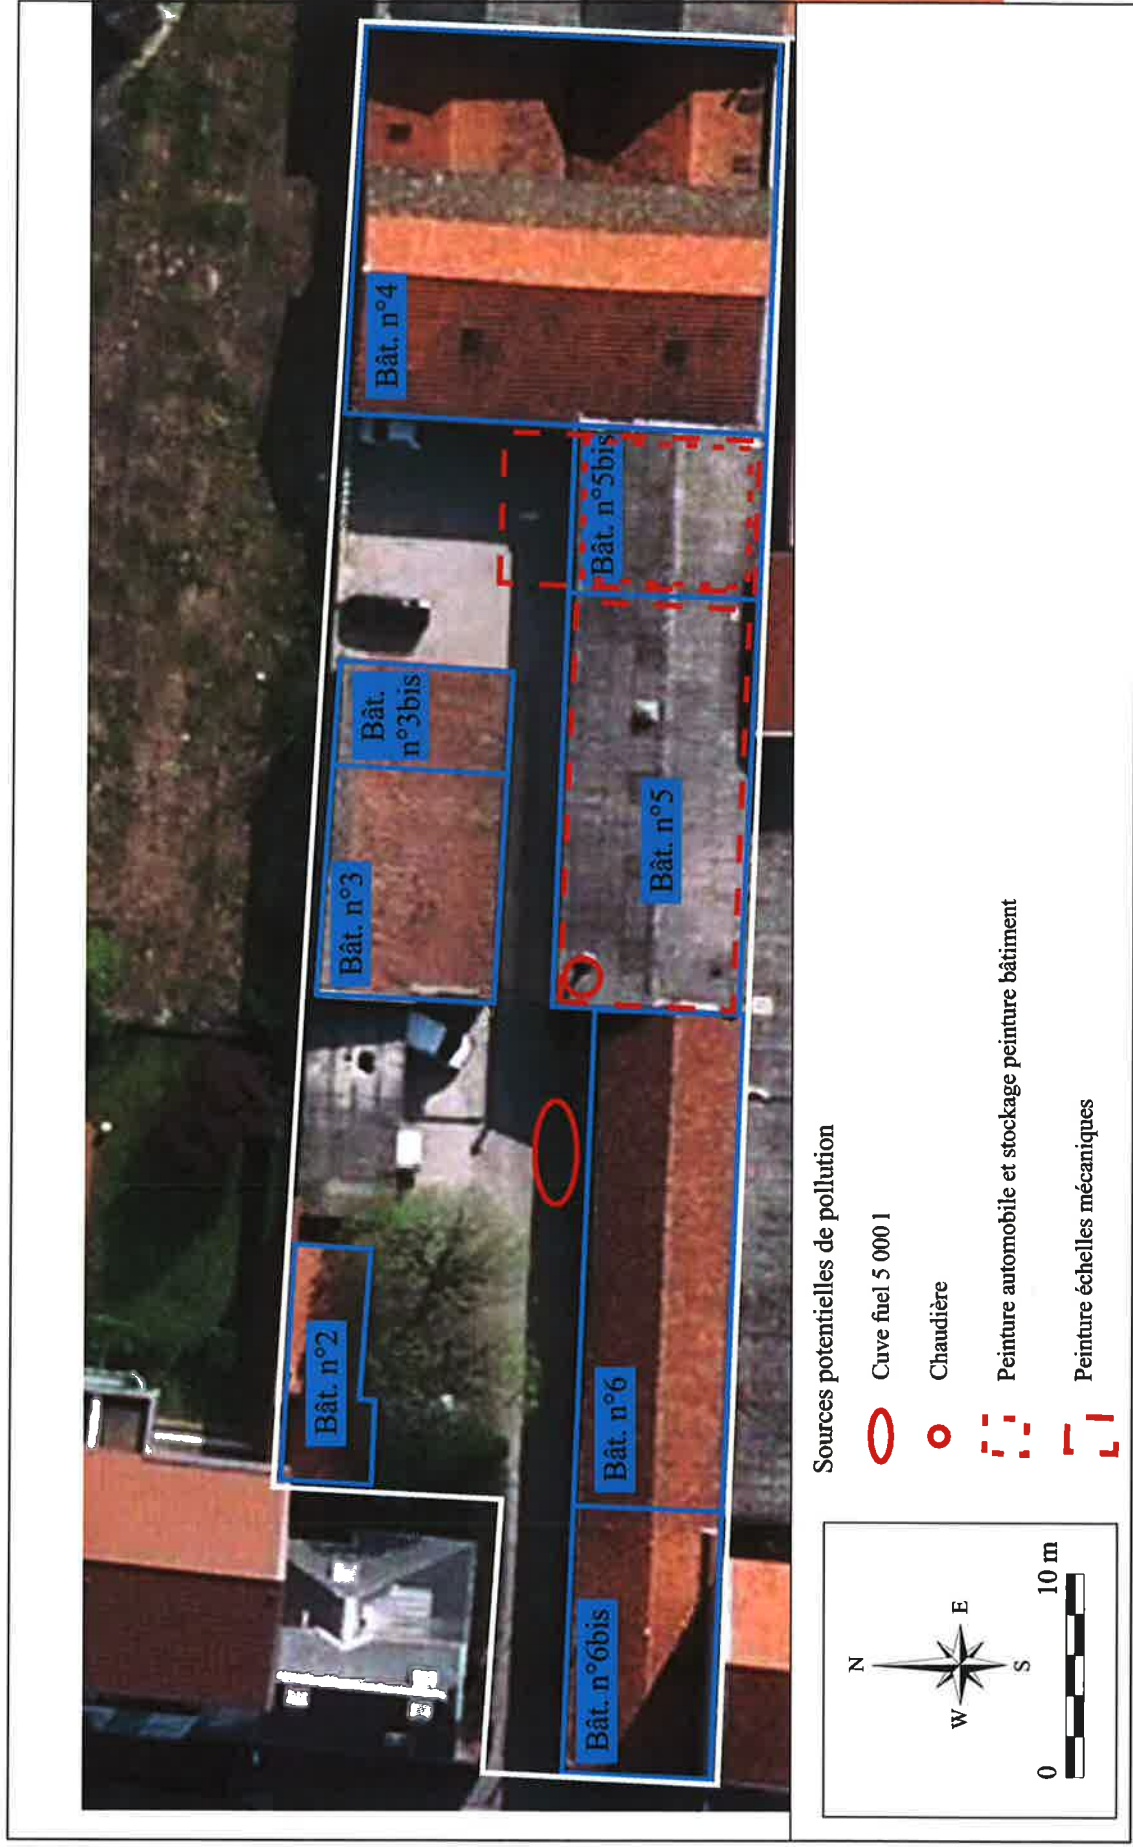 Bât. n°2
Bât. n°3
Bât.
n°3bis
Bât. n°4
Bât. n°6bis
Bât. n°6
Bât. n°5
Bât. n°5bis
N
W
E
S
0
10 m
Sources potentielles de pollution
Cuve fuel 5 000 l
Chaudière
Peinture automobile et stockage peinture bâtiment
Peinture échelles mécaniques